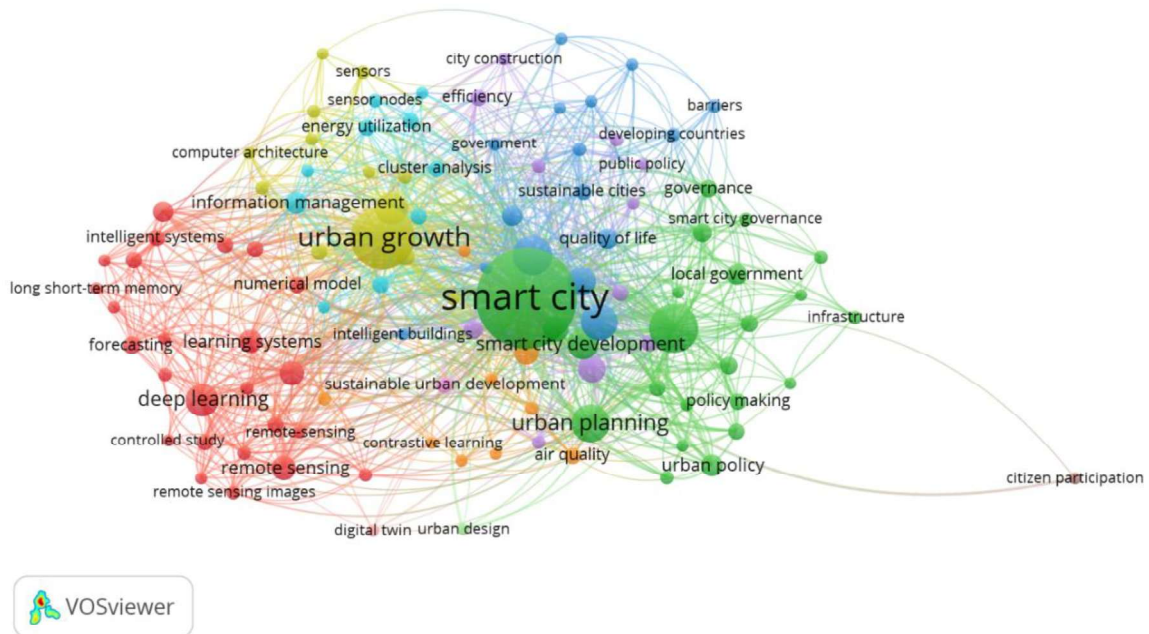 city construction
sensors
sensor nodes
efficiency
barriers
energy utilization
developing countries
government
computer architecture
public policy
cluster analysis
sustainable cities
governance
information management
smart city governance
intelligent systems
urban growth
quality of life
local government
numerical model
long short-term memory
smart city
infrastructure
intelligent buildings
forecasting
learning systems
smart city development
sustainable urban development
deep learning
policy making
urban planning
remote-sensing
controlled study
contrastive learning
air quality
remote sensing
urban policy
citizen participation
remote sensing images
digital twin
urban design
VOSviewer